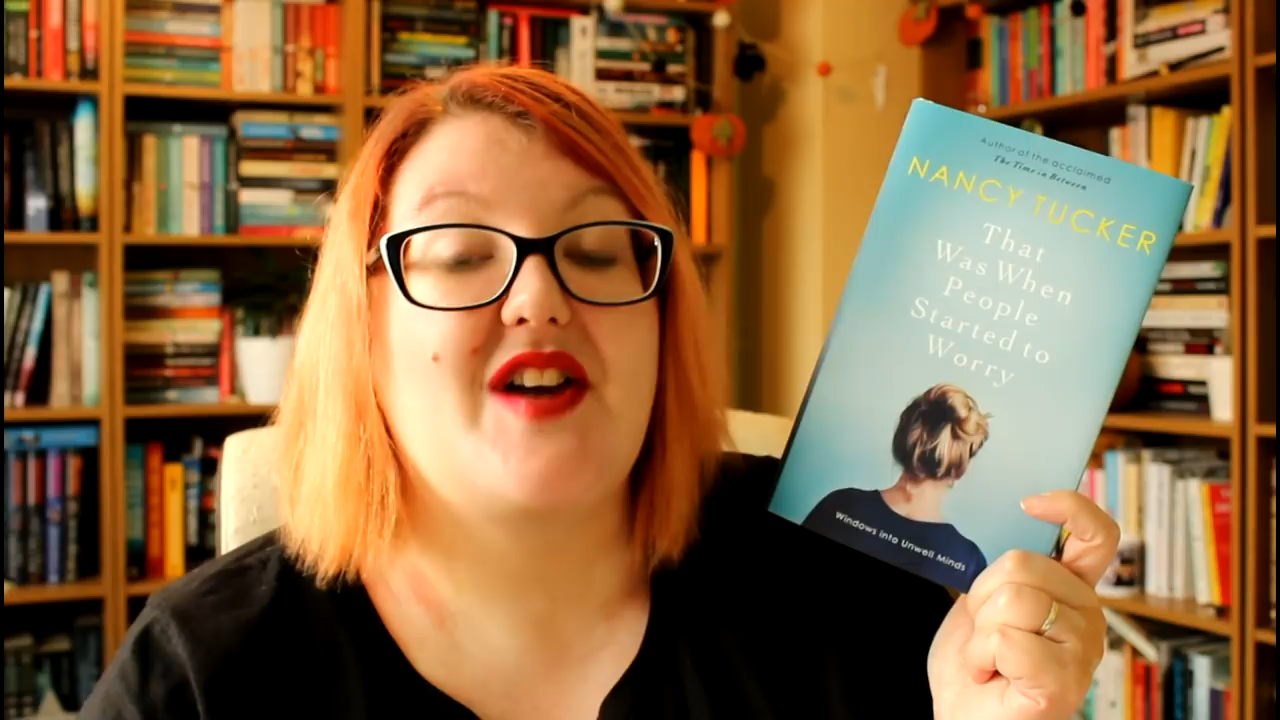 Author of the acclaimed
The Time in Between
NANCY TUCKER
That
Was When
People
Started to
Worry
Windows into Unwell Minds